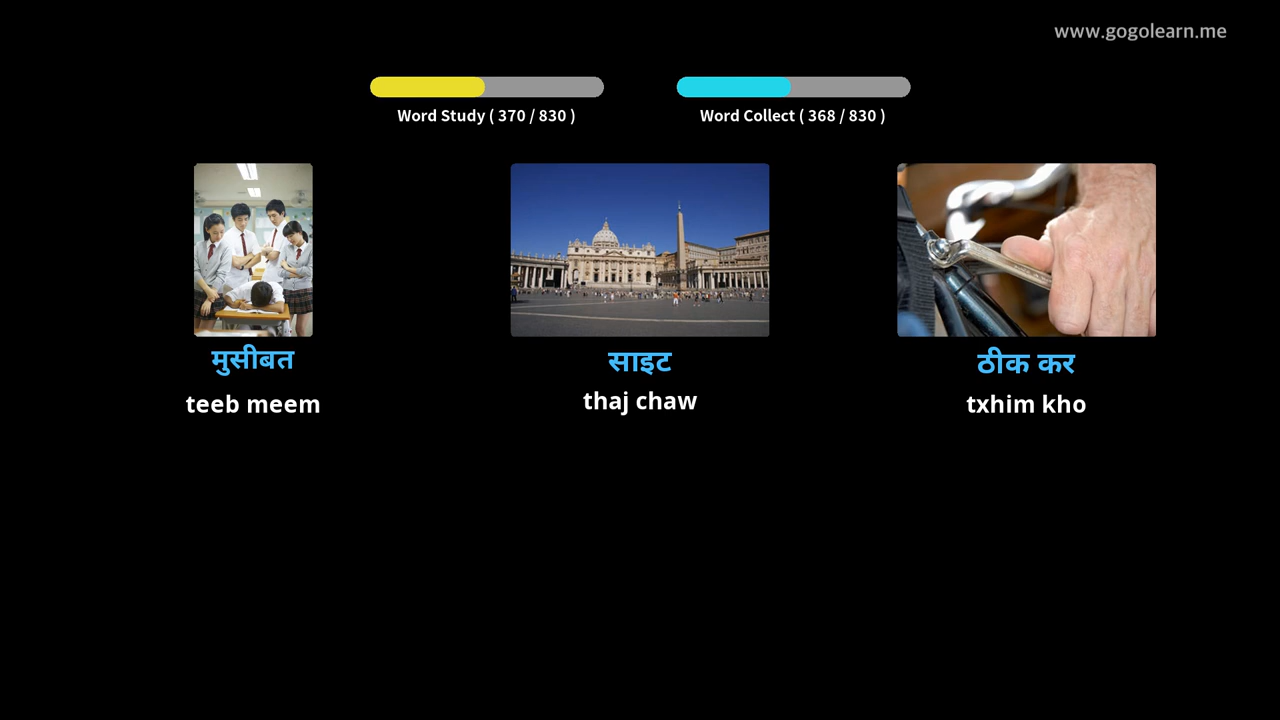 www.gogolearn.me
Word Study ( 370 / 830 )
Word Collect ( 368 / 830 )
मुसीबत
teeb meem
साइट
thaj chaw
ठीक कर
txhim kho